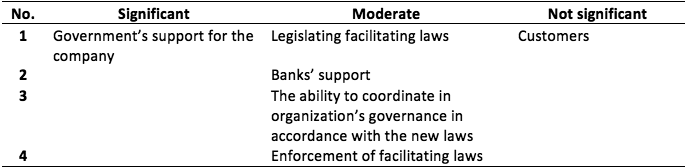 No. Significant Moderate Not significant
1 Government’s support for the Legislating facilitating laws Customers
company
2 Banks’ support
3 The ability to coordinate in
organization’s governance in
accordance with the new laws
4 Enforcement of facilitating laws